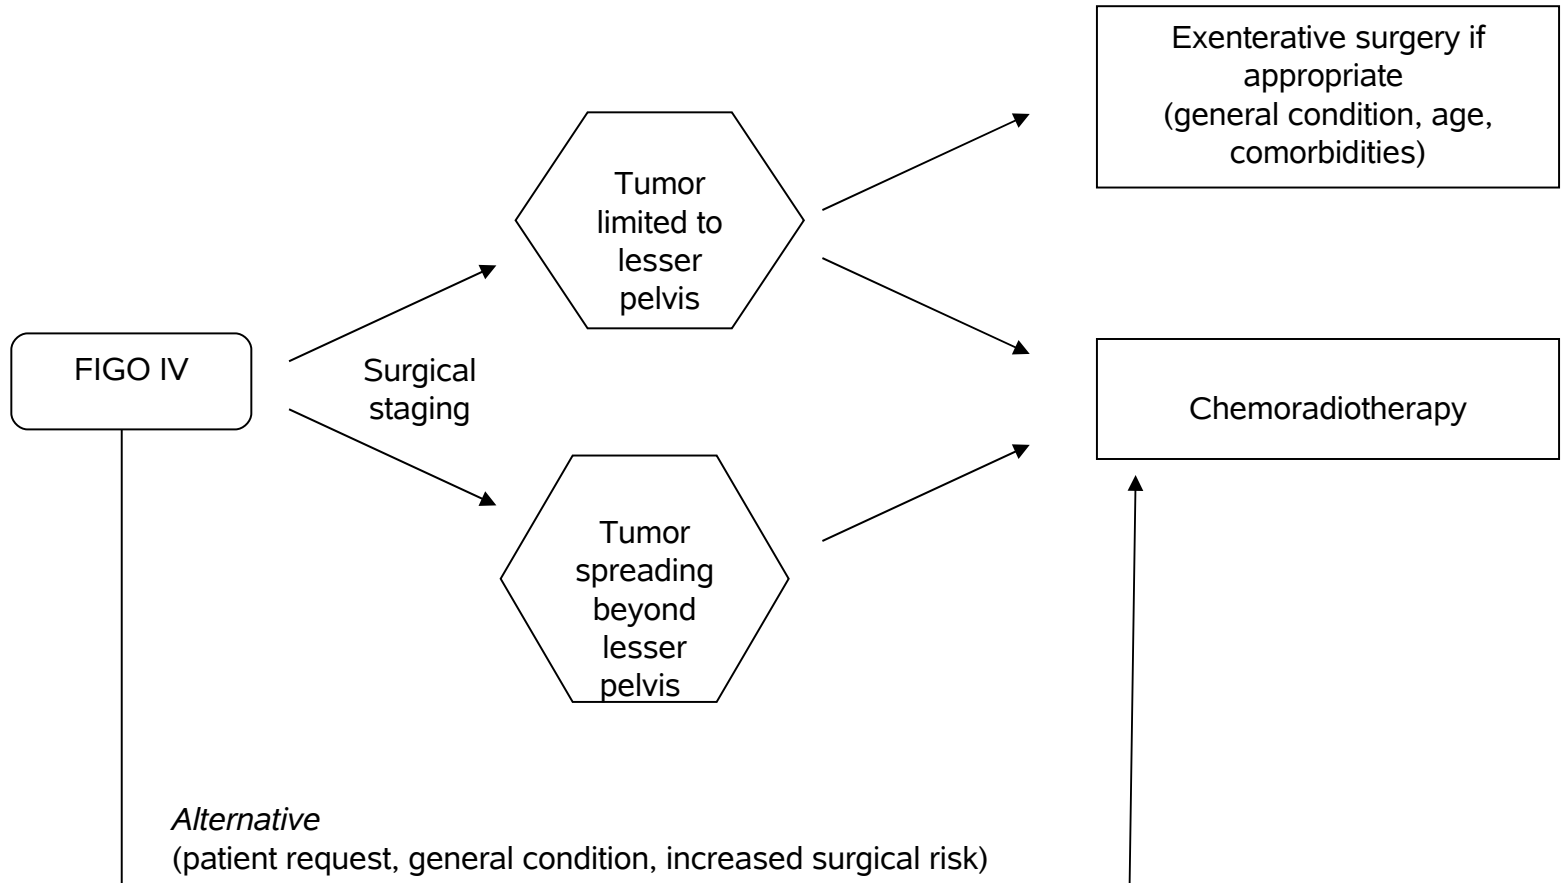 Exenterative surgery if
appropriate
(general condition, age,
comorbidities)
Tumor
limited to
lesser
pelvis
FIGO IV
Surgical
staging
Chemoradiotherapy
Tumor
spreading
beyond
lesser
pelvis
Alternative
(patient request, general condition, increased surgical risk)